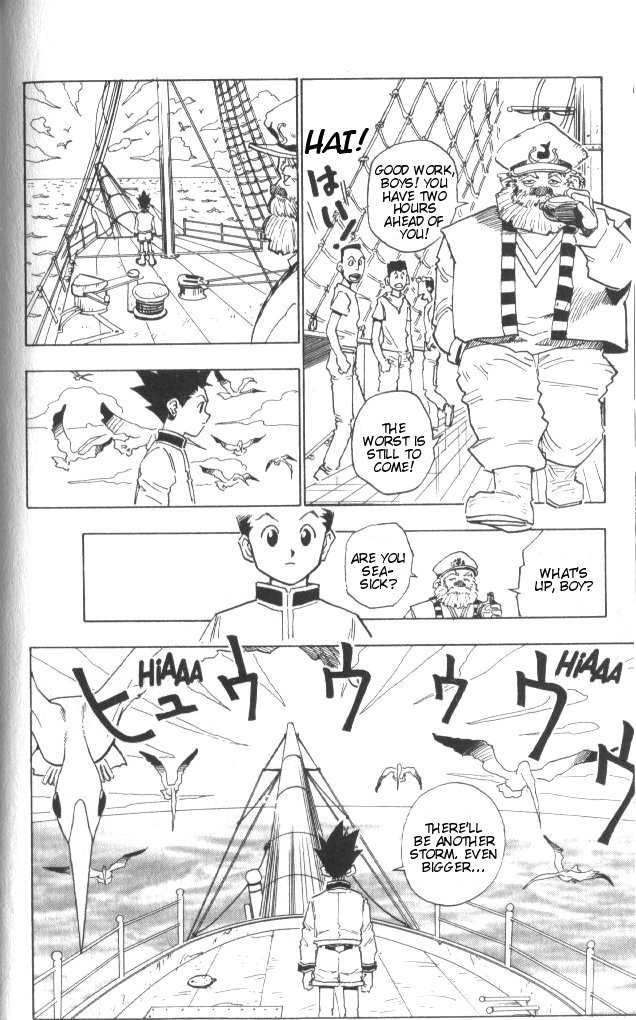 GOOD WORK,
BOYS! YOU
HAVE TWO
HOURS
AHEAD OF
YOU!
HAI!
はい!!
THE
WORST IS
STILL TO
COME!
WHAT'S
UP, BOY?
ARE YOU
SEA-
SICK?
HiAAA
HiAAA
ヒュウウウウウ
THERE'LL
BE ANOTHER
STORM. EVEN
BIGGER...